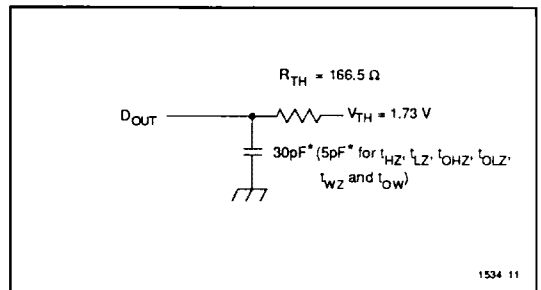 R_TH = 166.5 Ω
D_OUT
V_TH = 1.73 V
30pF* (5pF* for t_HZ, t_LZ, t_OHZ, t_OLZ,
t_WZ and t_OW)
1534 11